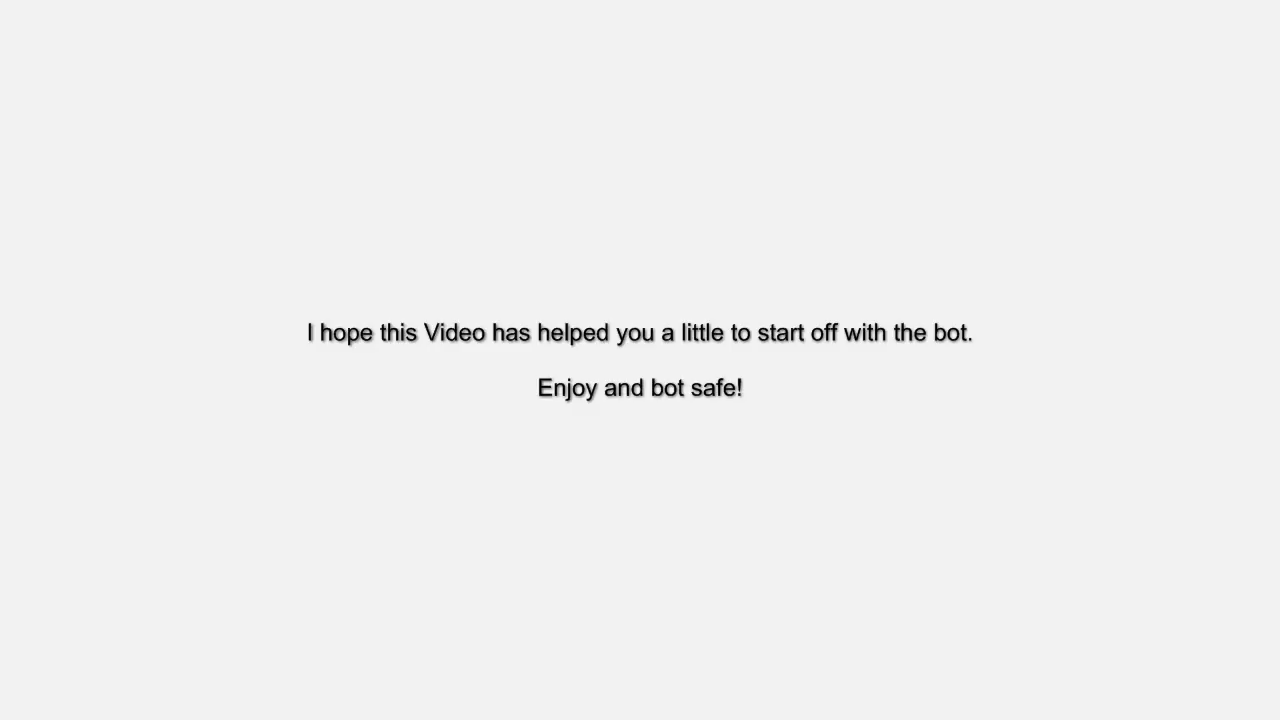 I hope this Video has helped you a little to start off with the bot.
Enjoy and bot safe!